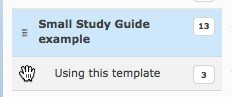 Small Study Guide 13
example
Using this template 3